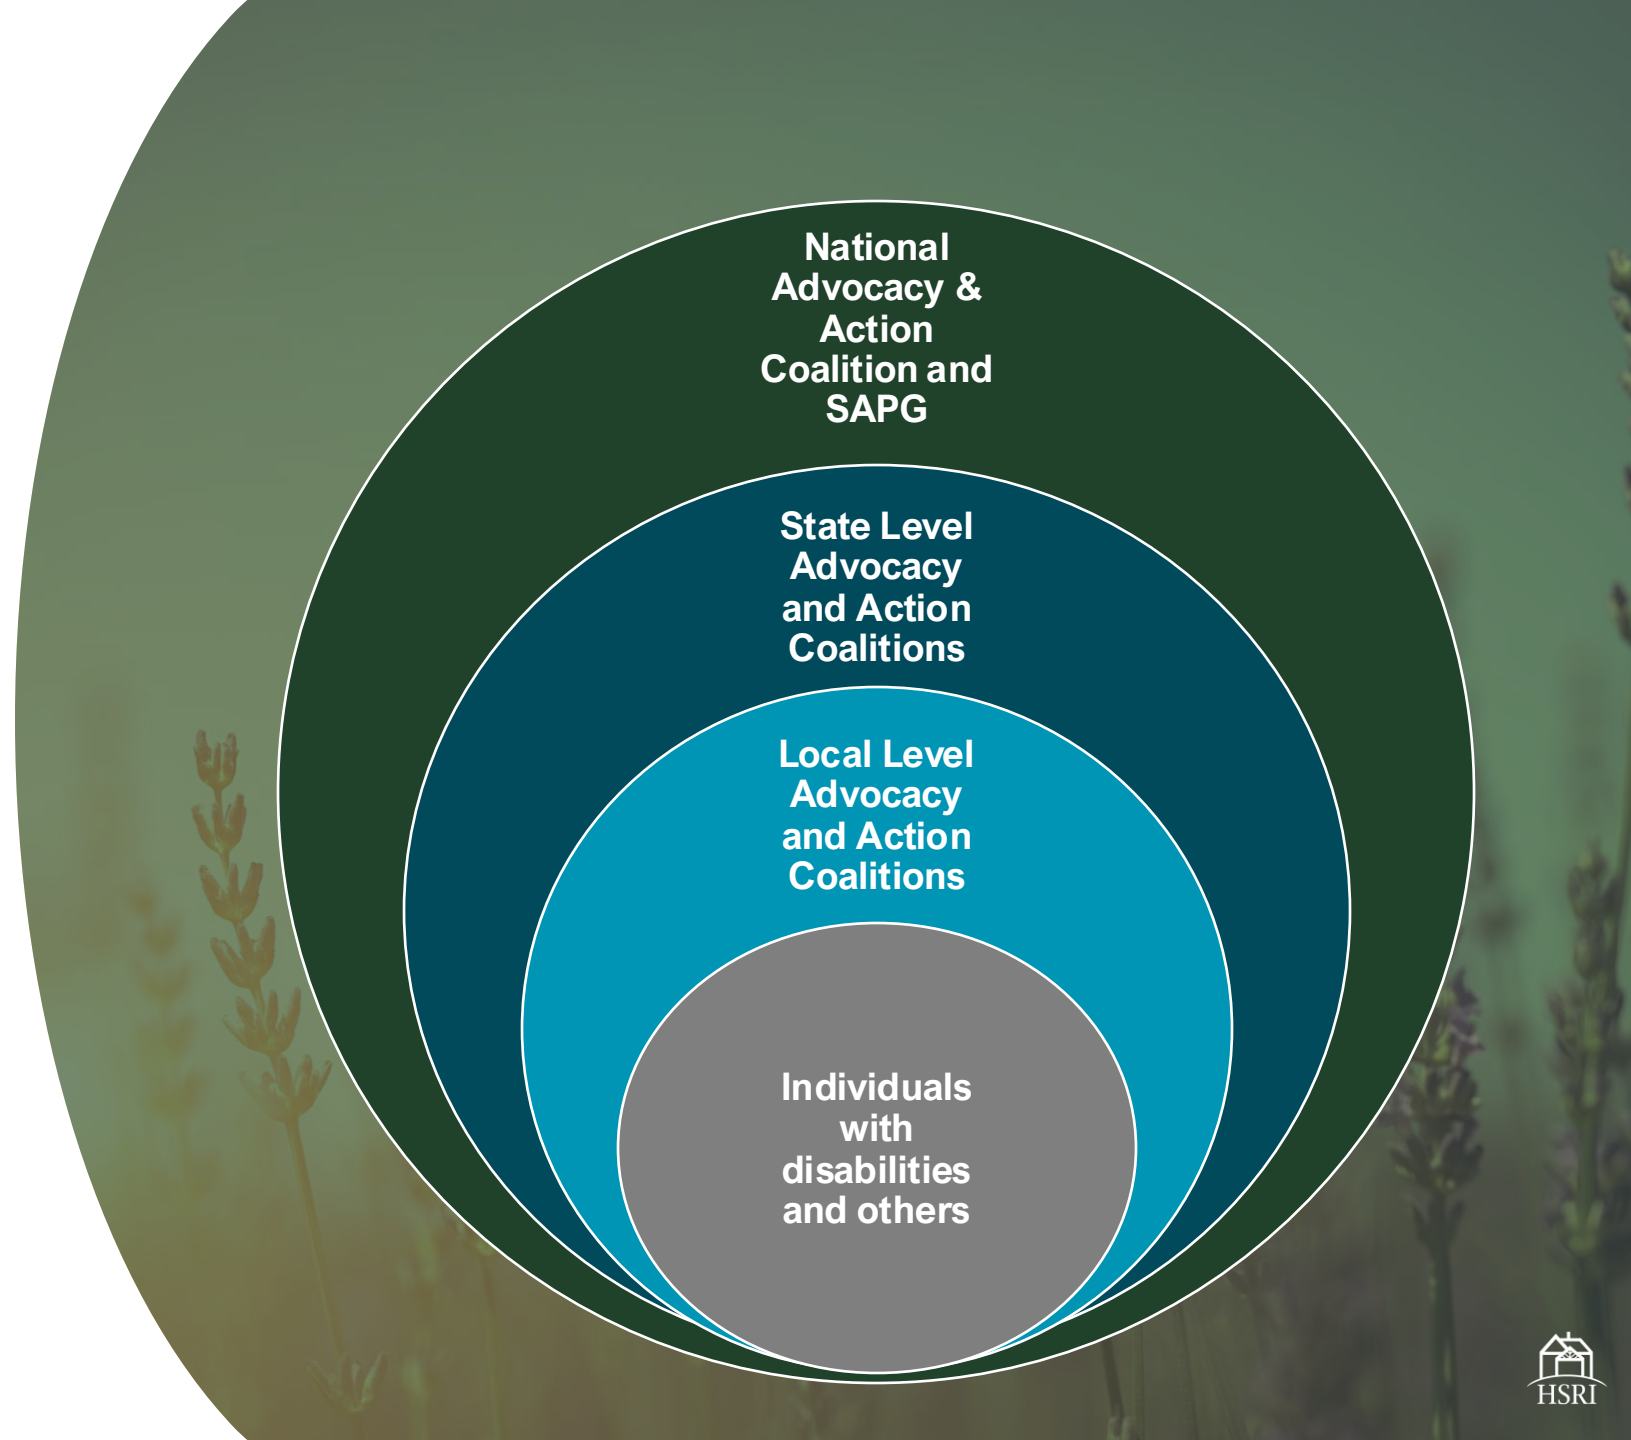 National
Advocacy &
Action
Coalition and
SAPG
State Level
Advocacy
and Action
Coalitions
Local Level
Advocacy
and Action
Coalitions
Individuals
with
disabilities
and others
HSRI